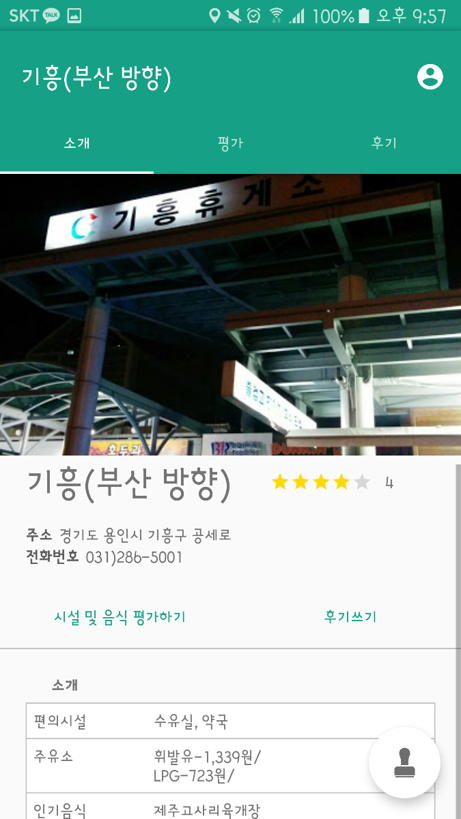 SKT TALK 100% 오후 9:57
기흥(부산 방향)
소개 평가 후기
기흥휴게소
기흥(부산 방향) 4
주소 경기도 용인시 기흥구 공세로
전화번호 031)286-5001
시설 및 음식 평가하기 후기쓰기
소개
편의시설 수유실, 약국
주유소 휘발유-1,339원/
LPG-723원/
인기음식 제주고사리육개장